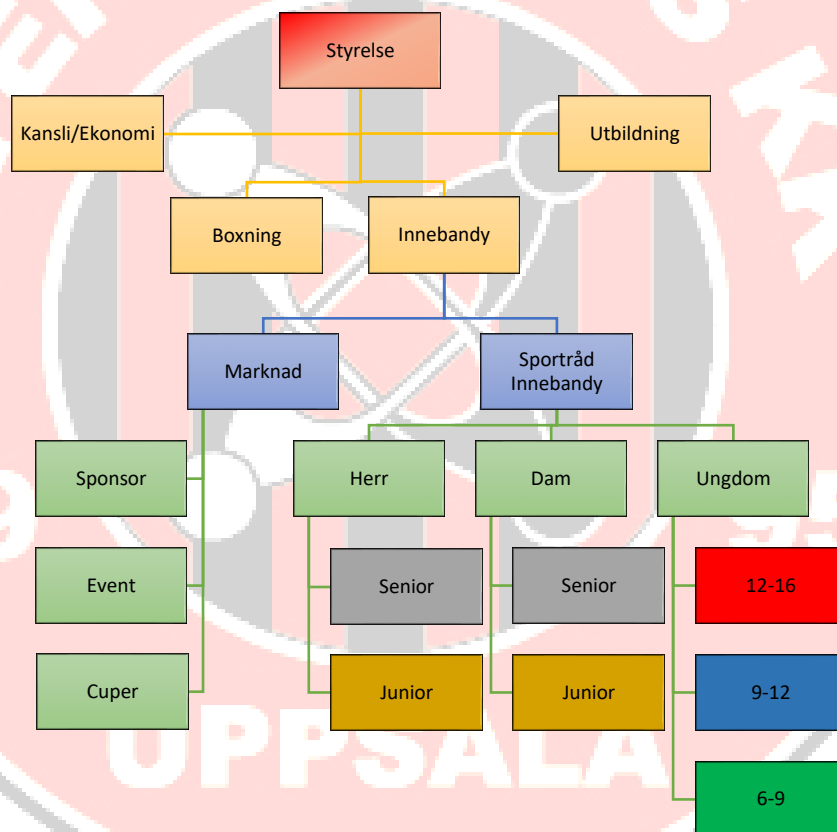 Styrelse
Kansli/Ekonomi
Utbildning
Boxning
Innebandy
Marknad
Sportråd
Innebandy
Sponsor
Herr
Dam
Ungdom
Event
Senior
Senior
12-16
Cuper
Junior
Junior
9-12
UPPSALA
6-9